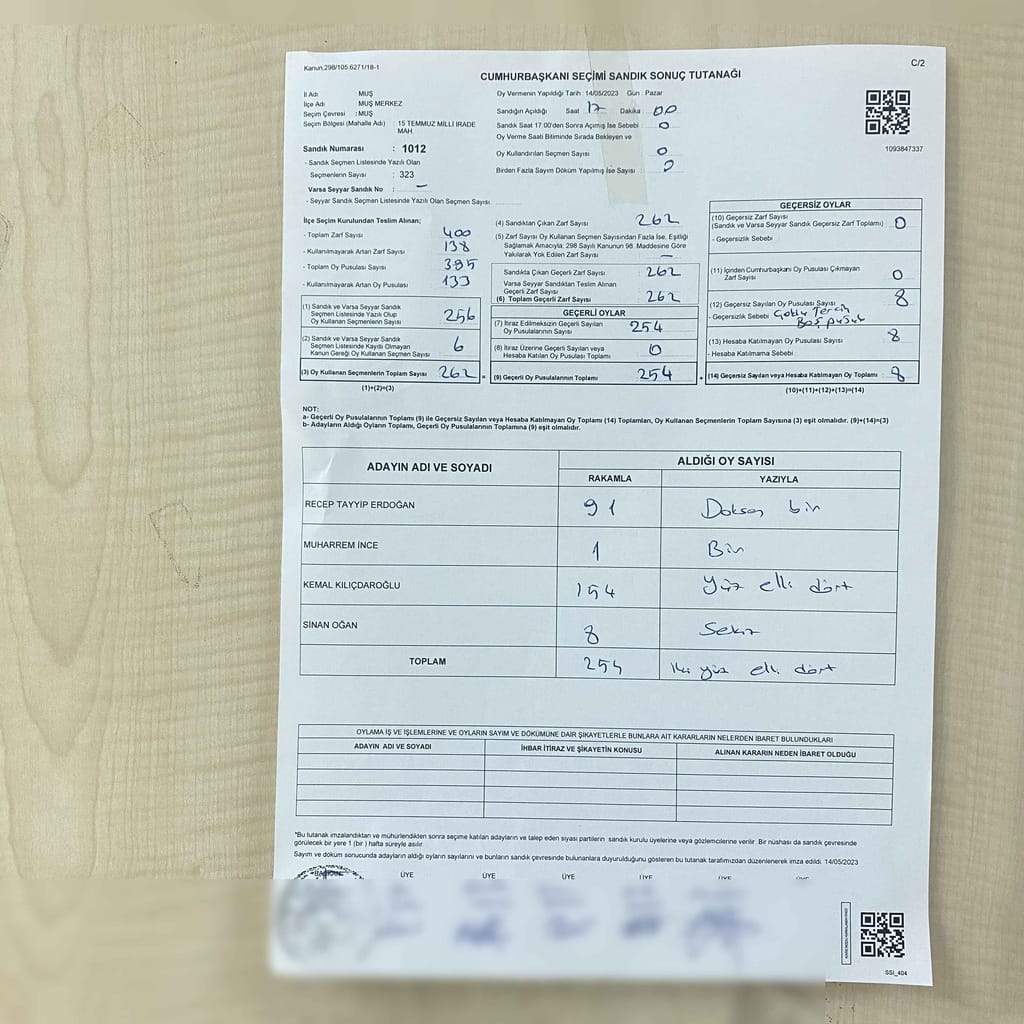 Kanun,298/105.6271/18-1
C/2
CUMHURBAŞKANI SEÇİMİ SANDIK SONUÇ TUTANAĞI
İl Adı : MUŞ
İlçe Adı : MUŞ MERKEZ
Seçim Çevresi : MUŞ
Seçim Bölgesi (Mahalle Adı) : 15 TEMMUZ MİLLİ IRADE MAH
Sandık Numarası : 1012
- Sandık Seçmen Listesinde Yazılı Olan
Seçmenlerin Sayısı : 323
Varsa Seyyar Sandık No : -
- Seyyar Sandık Seçmen Listesinde Yazılı Olan Seçmen Sayısı
Oy Vermenin Yapıldığı Tarih : 14/05/2023 Gün : Pazar
Sandığın Açıldığı Saat 17 Dakika 00
Sandık Saat 17:00'den Sonra Açımış İse Sebebi 0
Oy Verme Saati Bitiminde Sırada Bekleyen ve
Oy Kullandırılan Seçmen Sayısı 0
Birden Fazla Sayım Döküm Yapılmış İse Sayısı 0
1093847337
İlçe Seçim Kurulundan Teslim Alınan;
- Toplam Zarf Sayısı 400
- Kullanılmayarak Artan Zarf Sayısı 138
- Toplam Oy Pusulası Sayısı 395
- Kullanılmayarak Artan Oy Pusulası 133
(1) Sandık ve Varsa Seyyar Sandık
Seçmen Listesinde Yazılı Olup
Oy Kullanan Seçmenlerin Sayısı 256
(2) Sandık ve Varsa Seyyar Sandık
Seçmen Listesinde Kayıtlı Olmayan
Kanun Gereği Oy Kullanan Seçmen Sayısı 6
(3) Oy Kullanan Seçmenlerin Toplam Sayısı 262 =
(1)+(2)=(3)
(4) Sandıktan Çıkan Zarf Sayısı 262
(5) Zarf Sayısı Oy Kullanan Seçmen Sayısından Fazla İse, Eşitliği
Sağlamak Amacıyla, 298 Sayılı Kanunun 98. Maddesine Göre
Yakılarak Yok Edilen Zarf Sayısı -
Sandıkta Çıkan Geçerli Zarf Sayısı 262
Varsa Seyyar Sandıktan Teslim Alınan
Geçerli Zarf Sayısı
(6) Toplam Geçerli Zarf Sayısı 262
GEÇERLİ OYLAR
(7) İtiraz Edilmeksizin Geçerli Sayılan
Oy Pusulalarının Sayısı 254
(8) İtiraz Üzerine Geçerli Sayılan veya
Hesaba Katılan Oy Pusulası Toplamı 0
(9) Geçerli Oy Pusulalarının Toplamı 254 +
GEÇERSİZ OYLAR
(10) Geçersiz Zarf Sayısı
(Sandık ve Varsa Seyyar Sandık Geçersiz Zarf Toplamı) 0
- Geçersizlik Sebebi
(11) İçinden Cumhurbaşkanı Oy Pusulası Çıkmayan
Zarf Sayısı 0
(12) Geçersiz Sayılan Oy Pusulası Sayısı 8
- Geçersizlik Sebebi Çoklu Tercih
Boş pusula
(13) Hesaba Katılmayan Oy Pusulası Sayısı 8
- Hesaba Katılmama Sebebi
(14) Geçersiz Sayılan veya Hesaba Katılmayan Oy Toplamı 8
(10)+(11)+(12)+(13)=(14)
NOT:
a- Geçerli Oy Pusulalarının Toplamı (9) ile Geçersiz Sayılan veya Hesaba Katılmayan Oy Toplamı (14) Toplamları, Oy Kullanan Seçmenlerin Toplam Sayısına (3) eşit olmalıdır. (9)+(14)=(3)
b- Adayların Aldığı Oyların Toplamı, Geçerli Oy Pusulalarının Toplamına (9) eşit olmalıdır.
ADAYIN ADI VE SOYADI ALDIĞI OY SAYISI
RAKAMLA YAZIYLA
RECEP TAYYİP ERDOĞAN 91 Doksan bir
MUHARREM İNCE 1 Bir
KEMAL KILIÇDAROĞLU 154 Yüz elli dört
SİNAN OĞAN 8 Sekiz
TOPLAM 254 İki yüz elli dört
OYLAMA İŞ VE İŞLEMLERİNE VE OYLARIN SAYIM VE DÖKÜMÜNE DAİR ŞİKAYETLERLE BUNLARA AİT KARARLARIN NELERDEN İBARET BULUNDUKLARI
ADAYIN ADI VE SOYADI İHBAR İTİRAZ VE ŞİKAYETİN KONUSU ALINAN KARARIN NEDEN İBARET OLDUĞU
*Bu tutanak imzalandıktan ve mühürlendikten sonra seçime katılan adayların ve talep eden siyasi partilerin sandık kurulu üyelerine veya gözlemcilerine verilir. Bir nüshası da sandık çevresinde
görülecek bir yere 1 (bir ) hafta süreyle asılır.
Sayım ve döküm sonucunda adayların aldığı oyların sayılarını ve bunların sandık çevresinde bulunanlara duyurulduğunu gösteren bu tutanak tarafımızdan düzenlenerek imza edildi. 14/05/2023
BAŞKAN ÜYE ÜYE ÜYE ÜYE ÜYE ÜYE
SSI_404